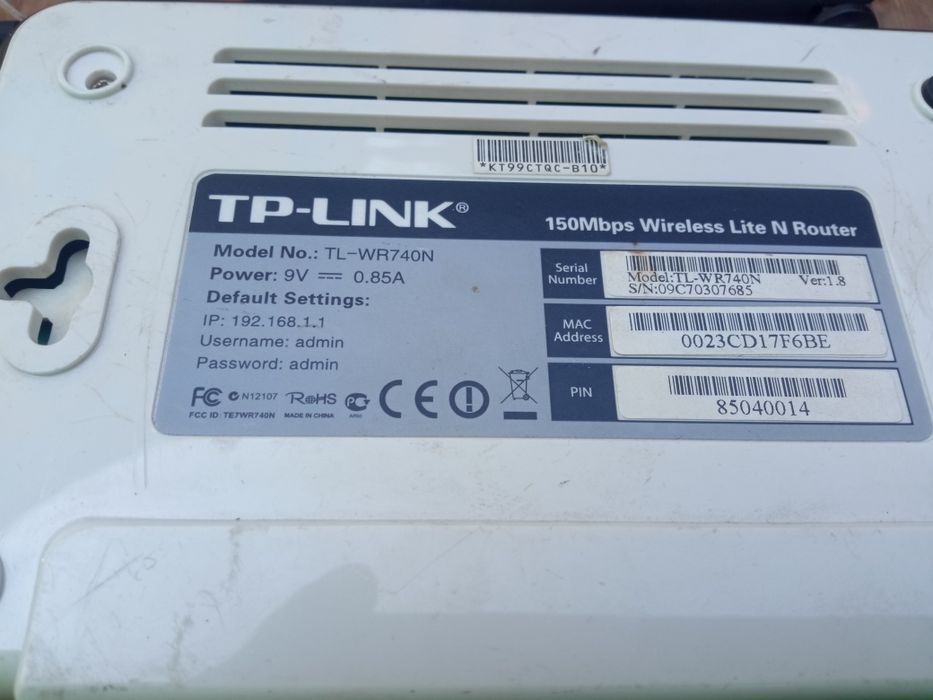 *KT99CTQC-B10*
TP-LINK®
150Mbps Wireless Lite N Router
Model No.: TL-WR740N
Power: 9V ⎓ 0.85A
Default Settings:
IP: 192.168.1.1
Username: admin
Password: admin
FC N12107 RoHS CE
FCC ID: TE7WR740N MADE IN CHINA
Serial
Number
Model:TL-WR740N Ver:1.8
S/N:09C70307685
MAC
Address
0023CD17F6BE
PIN
85040014